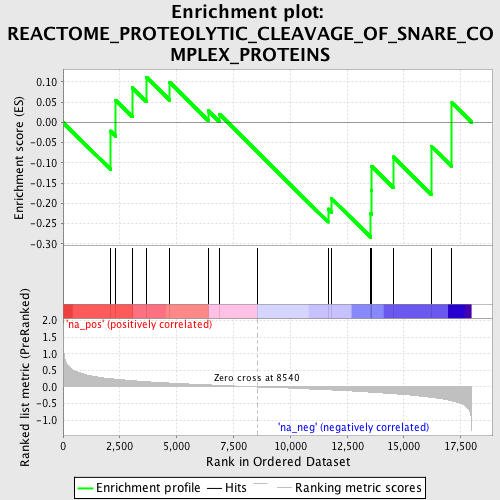 Enrichment plot:
REACTOME_PROTEOLYTIC_CLEAVAGE_OF_SNARE_CO
MPLEX_PROTEINS
Enrichment score (ES)
0.10
0.05
0.00
-0.05
-0.10
-0.15
-0.20
-0.25
-0.30
'na_pos' (positively correlated)
Ranked list metric (PreRanked)
2.0
1.5
1.0
0.5
0.0
-0.5
-1.0
Zero cross at 8540
'na_neg' (negatively correlated)
0
2,500
5,000
7,500
10,000
12,500
15,000
17,500
Rank in Ordered Dataset
Enrichment profile
Hits
Ranking metric scores